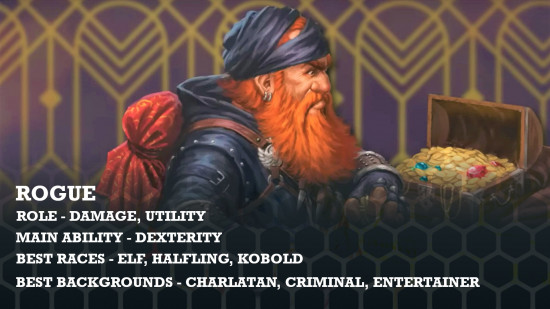 ROGUE
ROLE - DAMAGE, UTILITY
MAIN ABILITY - DEXTERITY
BEST RACES - ELF, HALFLING, KOBOLD
BEST BACKGROUNDS - CHARLATAN, CRIMINAL, ENTERTAINER